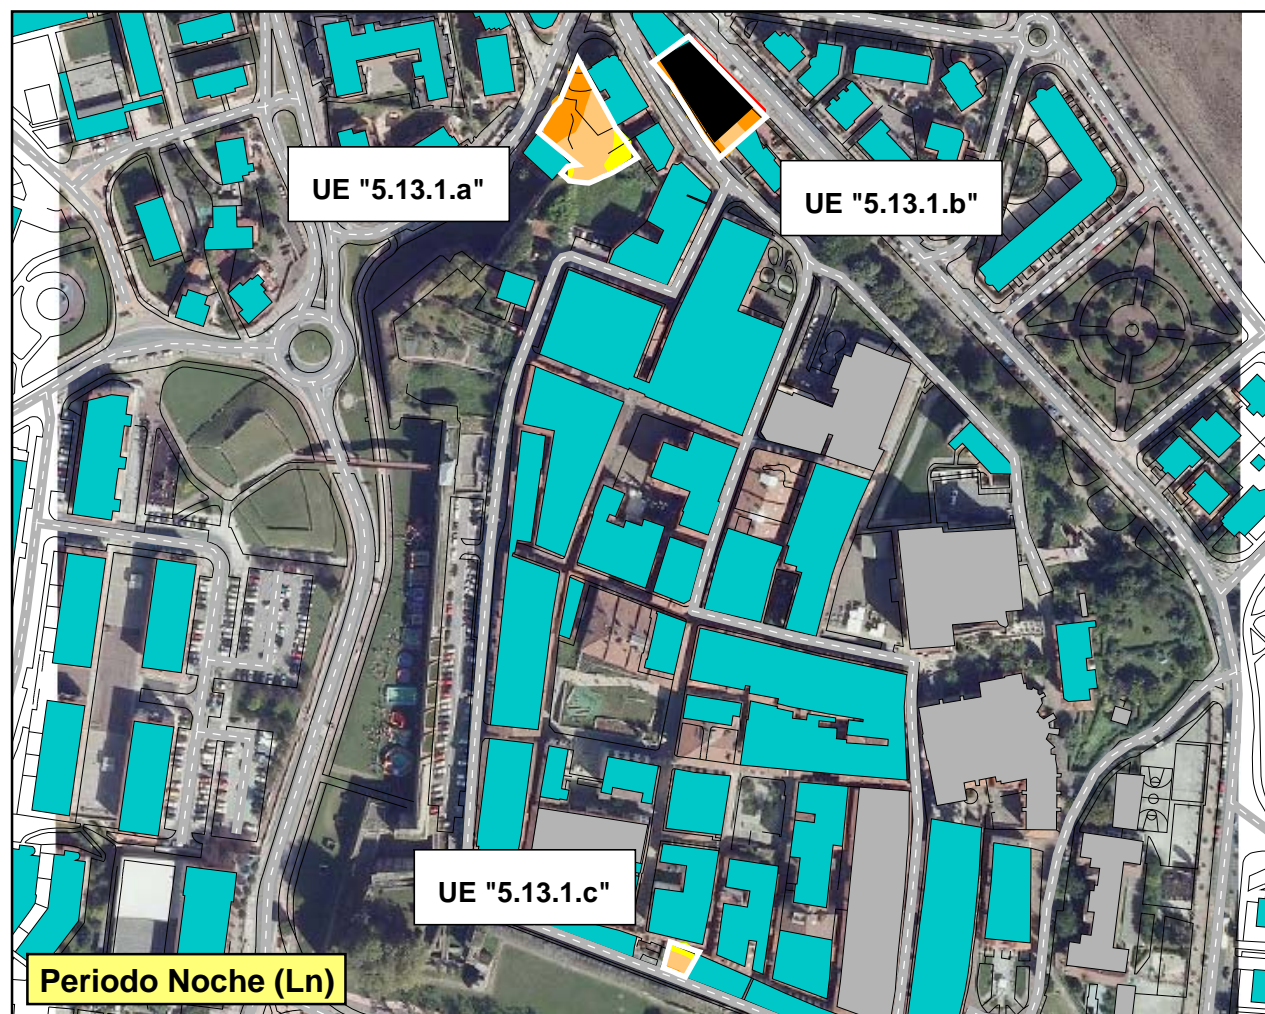 UE "5.13.1.a"
UE "5.13.1.b"
UE "5.13.1.c"
Periodo Noche (Ln)